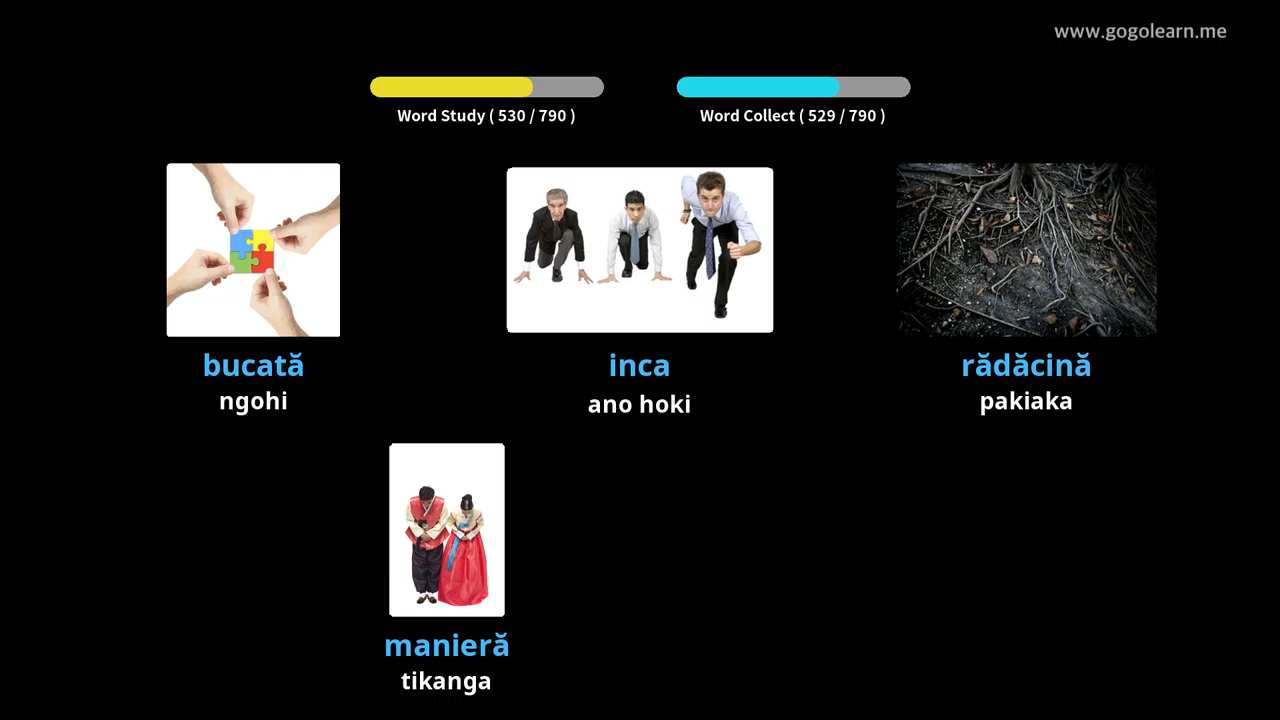 www.gogolearn.me
Word Study ( 530 / 790 )
Word Collect ( 529 / 790 )
bucată
ngohi
inca
ano hoki
rădăcină
pakiaka
manieră
tikanga